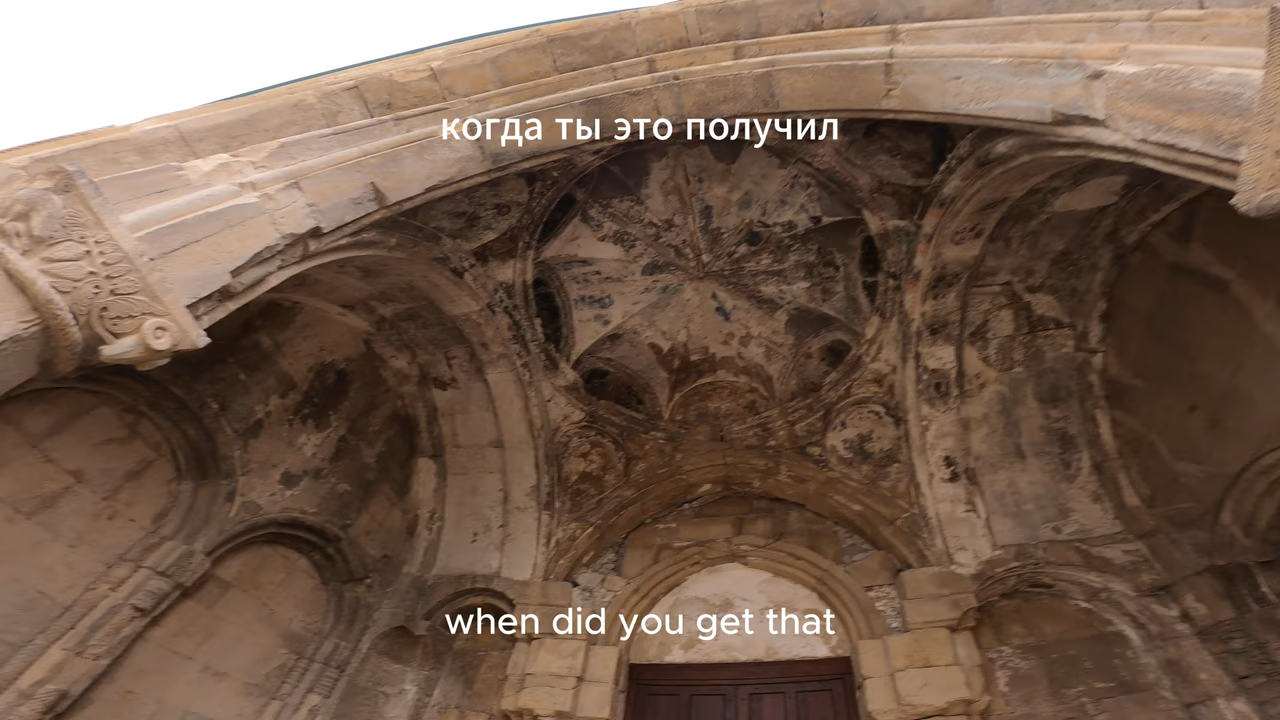 когда ты это получил
when did you get that